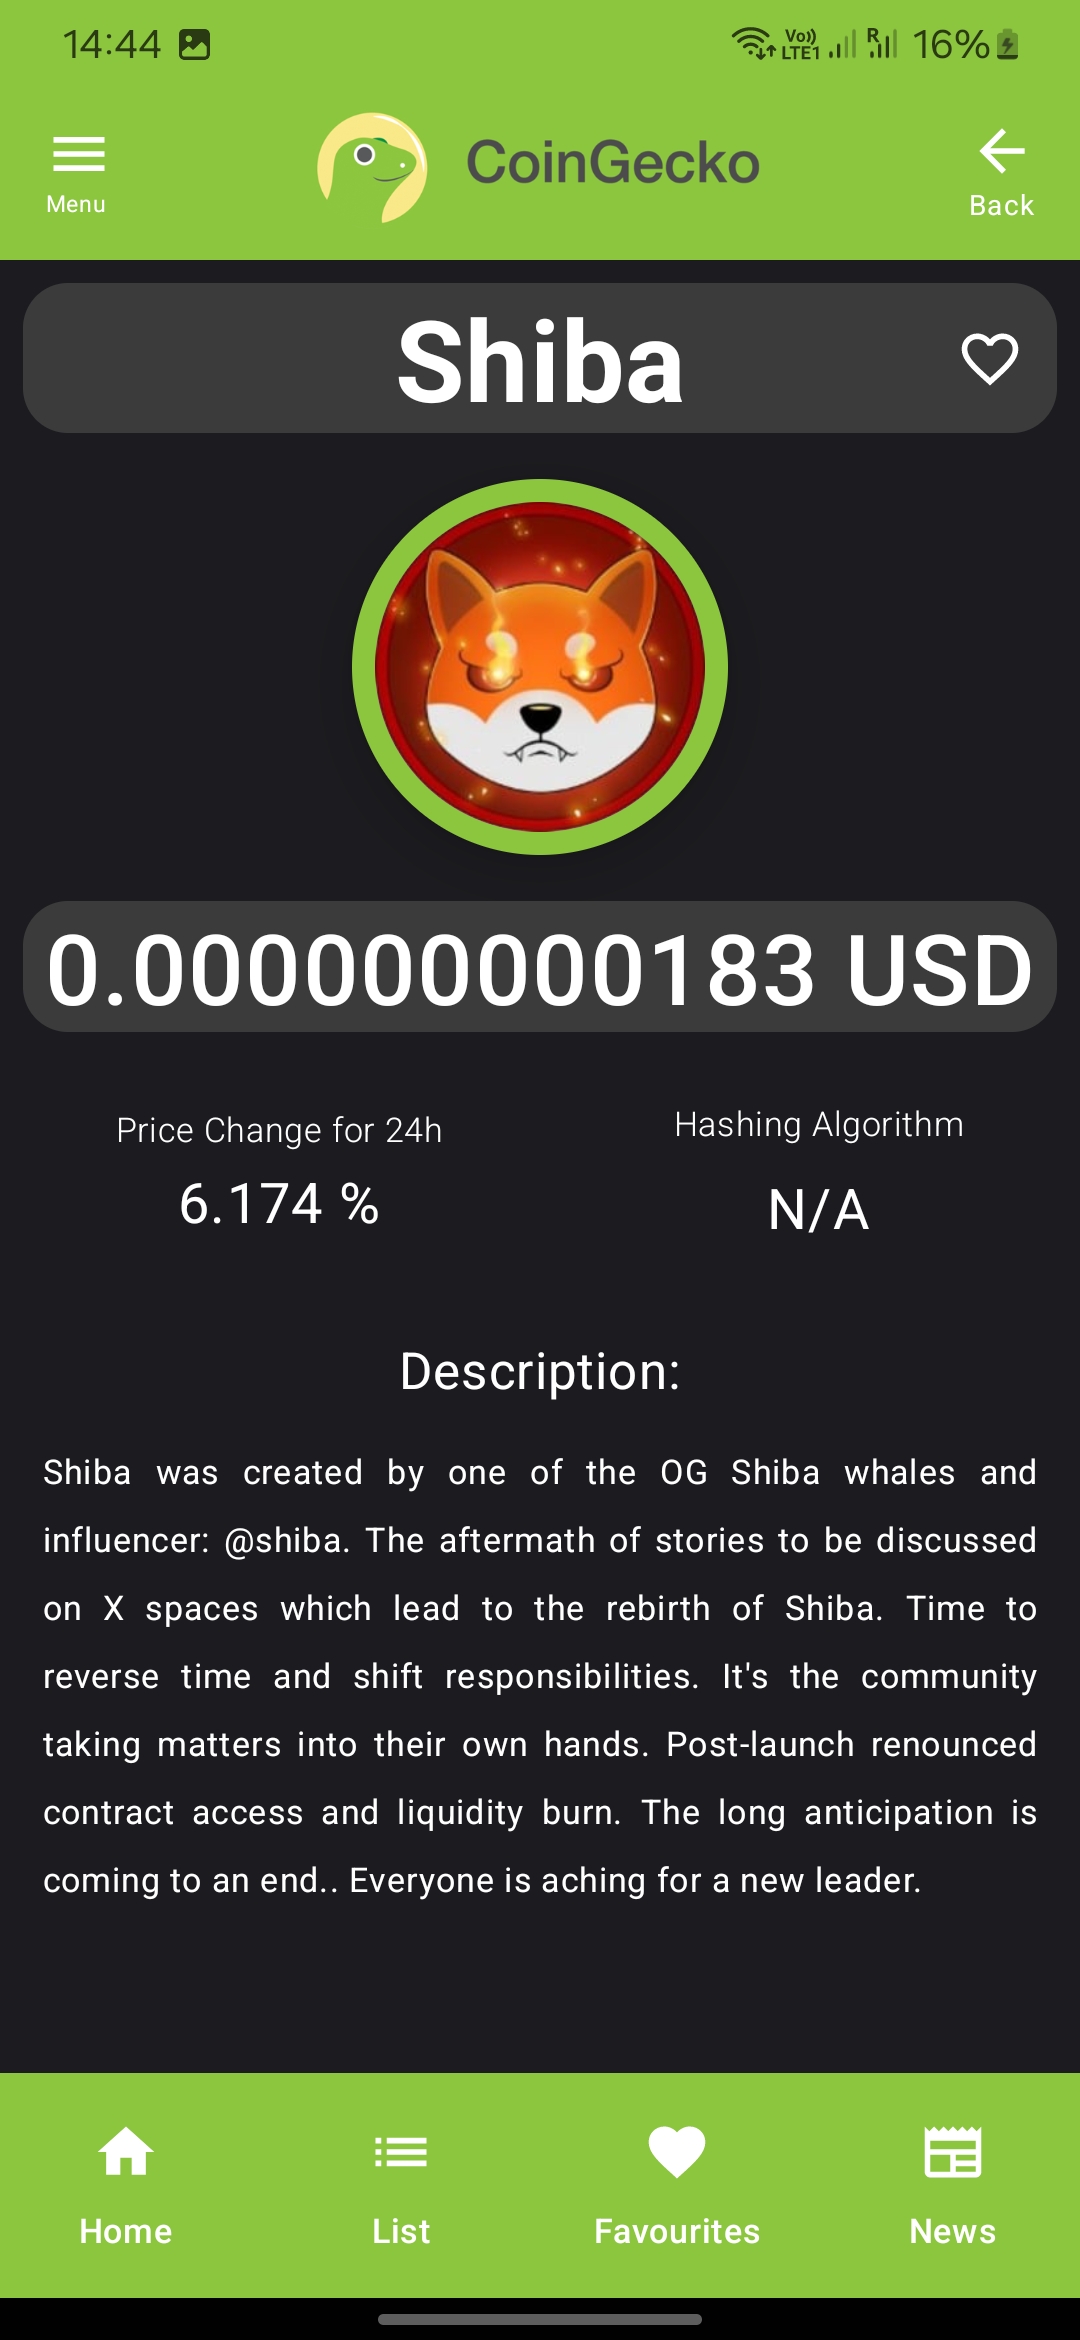 14:44 Vo)) LTE1 R 16%
Menu CoinGecko Back
Shiba
0.000000000183 USD
Price Change for 24h Hashing Algorithm
6.174 % N/A
Description:
Shiba was created by one of the OG Shiba whales and
influencer: @shiba. The aftermath of stories to be discussed
on X spaces which lead to the rebirth of Shiba. Time to
reverse time and shift responsibilities. It's the community
taking matters into their own hands. Post-launch renounced
contract access and liquidity burn. The long anticipation is
coming to an end.. Everyone is aching for a new leader.
Home List Favourites News